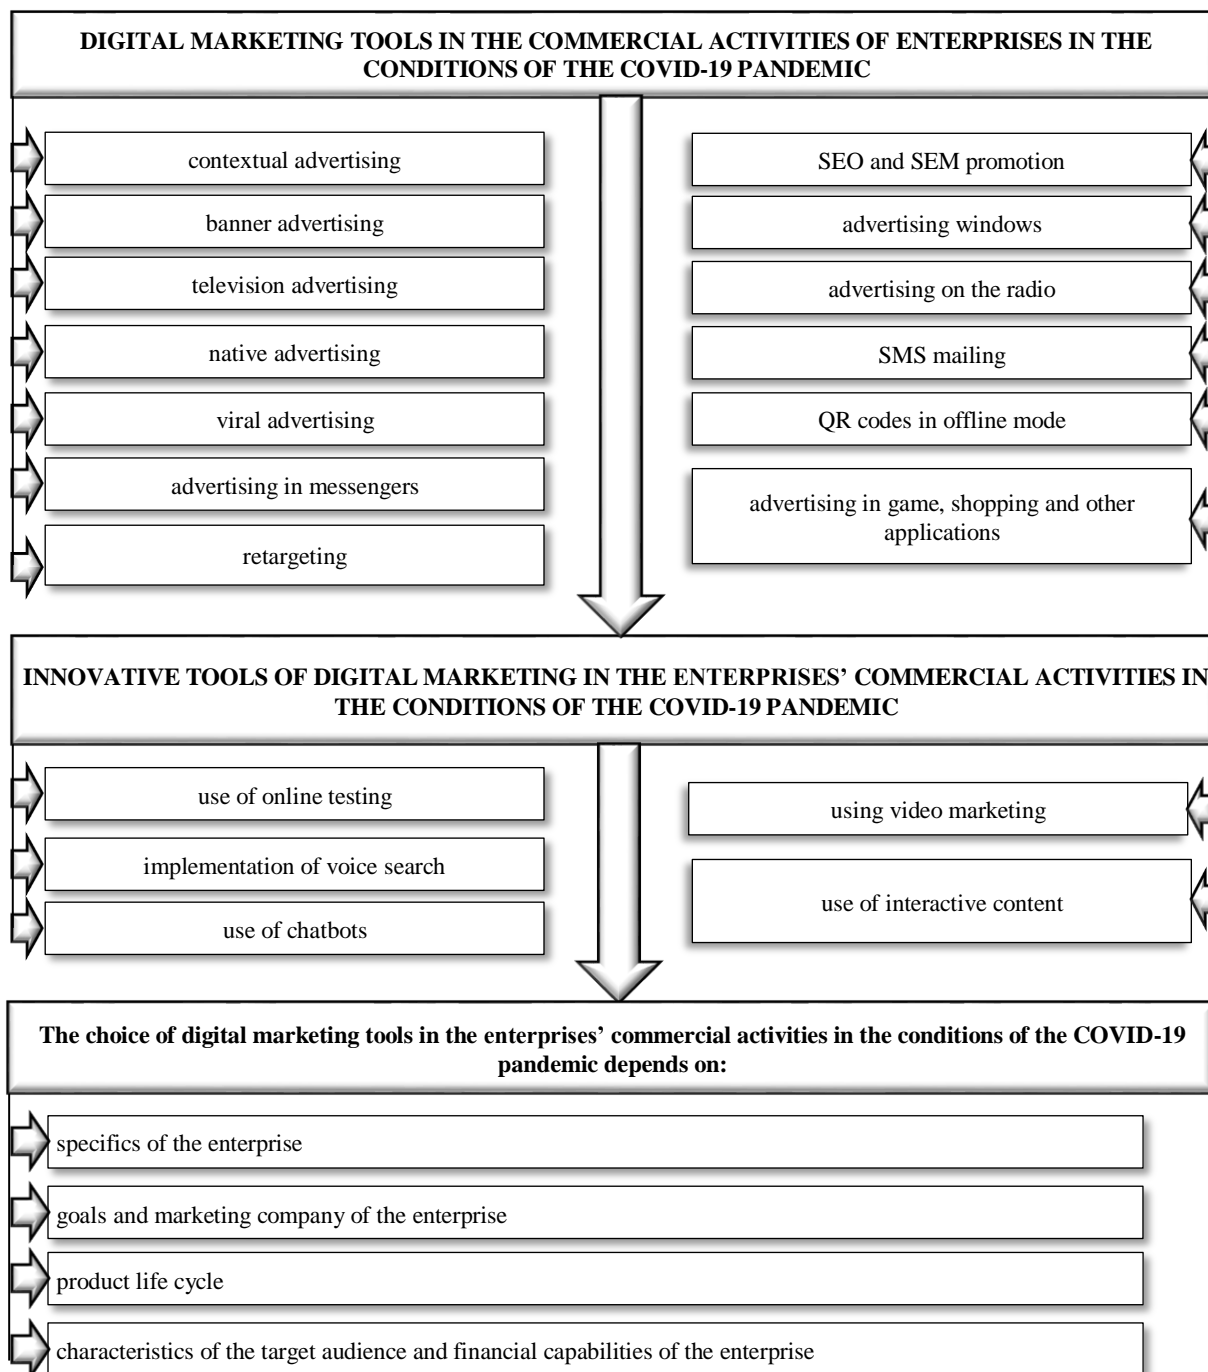 DIGITAL MARKETING TOOLS IN THE COMMERCIAL ACTIVITIES OF ENTERPRISES IN THE
CONDITIONS OF THE COVID-19 PANDEMIC
contextual advertising
SEO and SEM promotion
banner advertising
advertising windows
television advertising
advertising on the radio
native advertising
SMS mailing
viral advertising
QR codes in offline mode
advertising in messengers
advertising in game, shopping and other
applications
retargeting
INNOVATIVE TOOLS OF DIGITAL MARKETING IN THE ENTERPRISES’ COMMERCIAL ACTIVITIES IN
THE CONDITIONS OF THE COVID-19 PANDEMIC
use of online testing
using video marketing
implementation of voice search
use of interactive content
use of chatbots
The choice of digital marketing tools in the enterprises’ commercial activities in the conditions of the COVID-19
pandemic depends on:
specifics of the enterprise
goals and marketing company of the enterprise
product life cycle
characteristics of the target audience and financial capabilities of the enterprise